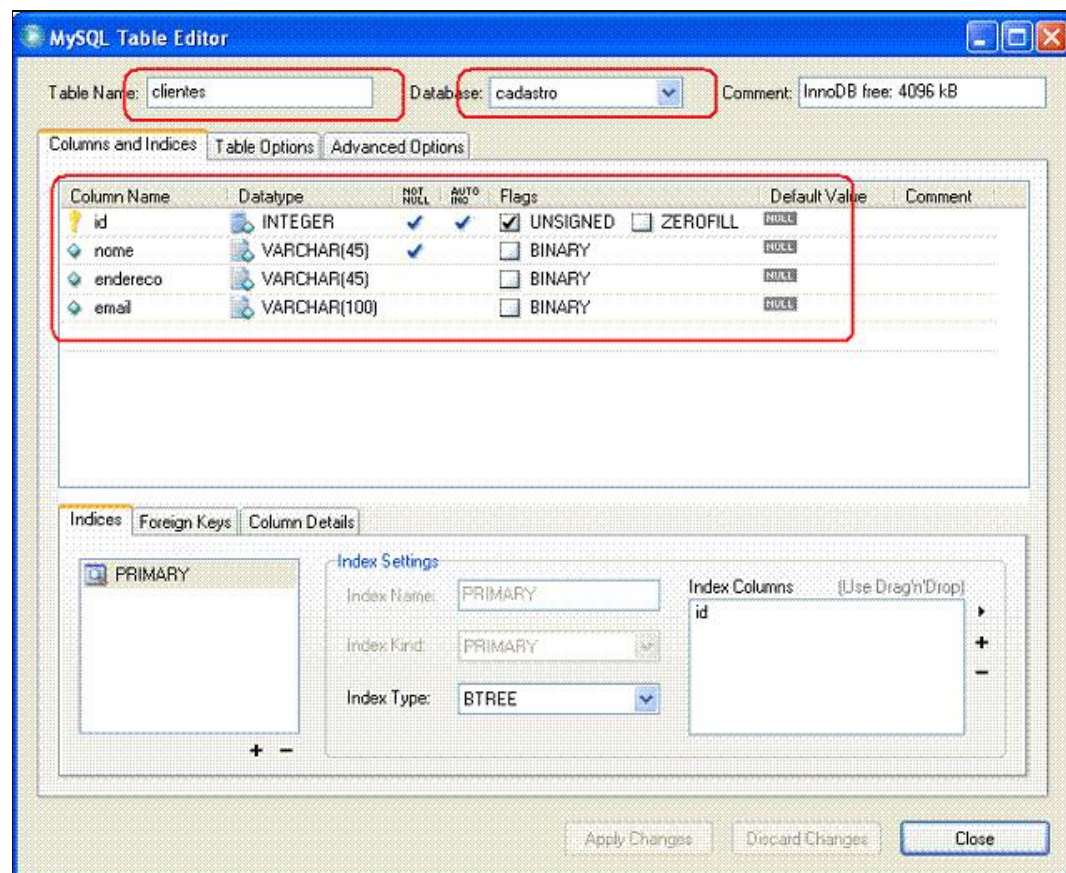 MySQL Table Editor
Table Name: clientes Database: cadastro Comment: InnoDB free: 4096 kB
Columns and Indices Table Options Advanced Options
Column Name Datatype NOT NULL AUTO INC Flags Default Value Comment
id INTEGER UNSIGNED ZEROFILL NULL
nome VARCHAR(45) BINARY NULL
endereco VARCHAR(45) BINARY NULL
email VARCHAR(100) BINARY NULL
Indices Foreign Keys Column Details
PRIMARY
Index Settings
Index Name: PRIMARY
Index Kind: PRIMARY
Index Type: BTREE
Index Columns (Use Drag'n'Drop)
id
Apply Changes Discard Changes Close